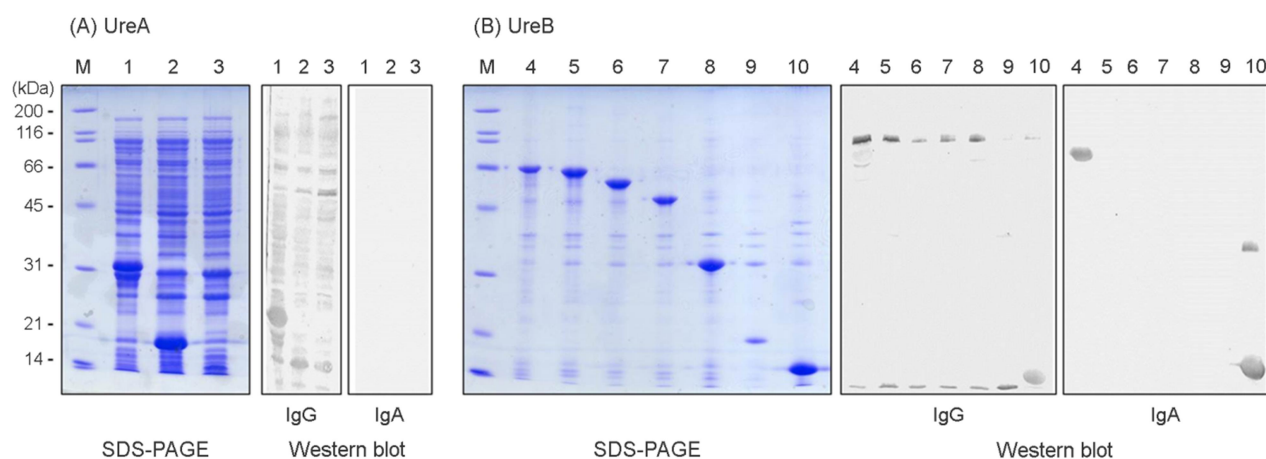 (A) UreA
(B) UreB
M 1 2 3 1 2 3 1 2 3 M 4 5 6 7 8 9 10 4 5 6 7 8 9 10 4 5 6 7 8 9 10
(kDa)
200 -
116 -
66 -
45 -
31 -
21 -
14 -
IgG IgA IgG IgA
SDS-PAGE Western blot SDS-PAGE Western blot